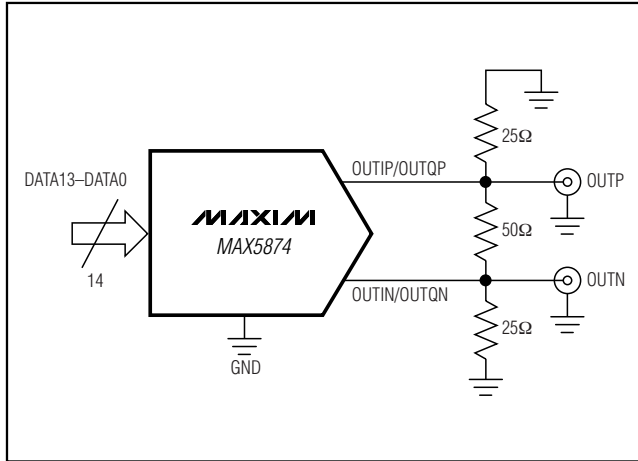 25Ω
OUTIP/OUTQP
DATA13–DATA0
OUTP
MAXIM
MAX5874
50Ω
14
OUTN
OUTIN/OUTQN
25Ω
GND